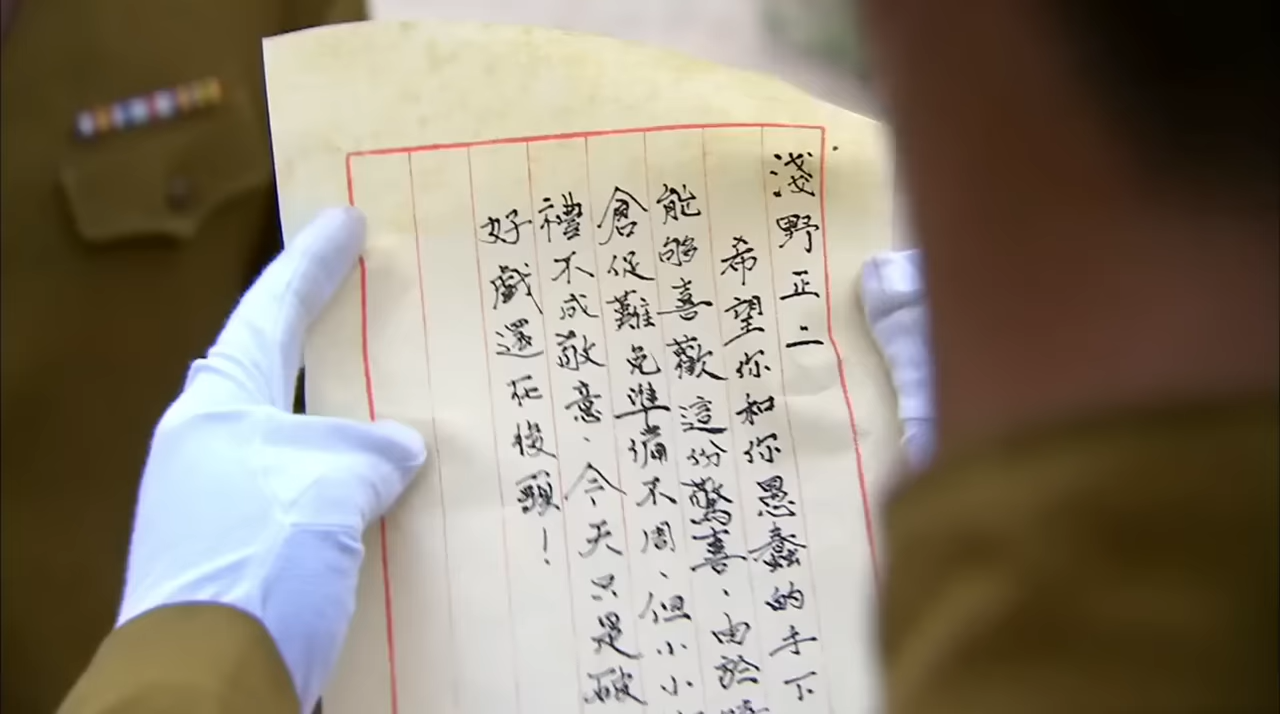 淺野正二
希望你和你愚蠢的手下
能够喜歡這份驚喜、由於
倉促難免準備不周、但小小
禮不成敬意、今天只是破
好戲還在後頭！